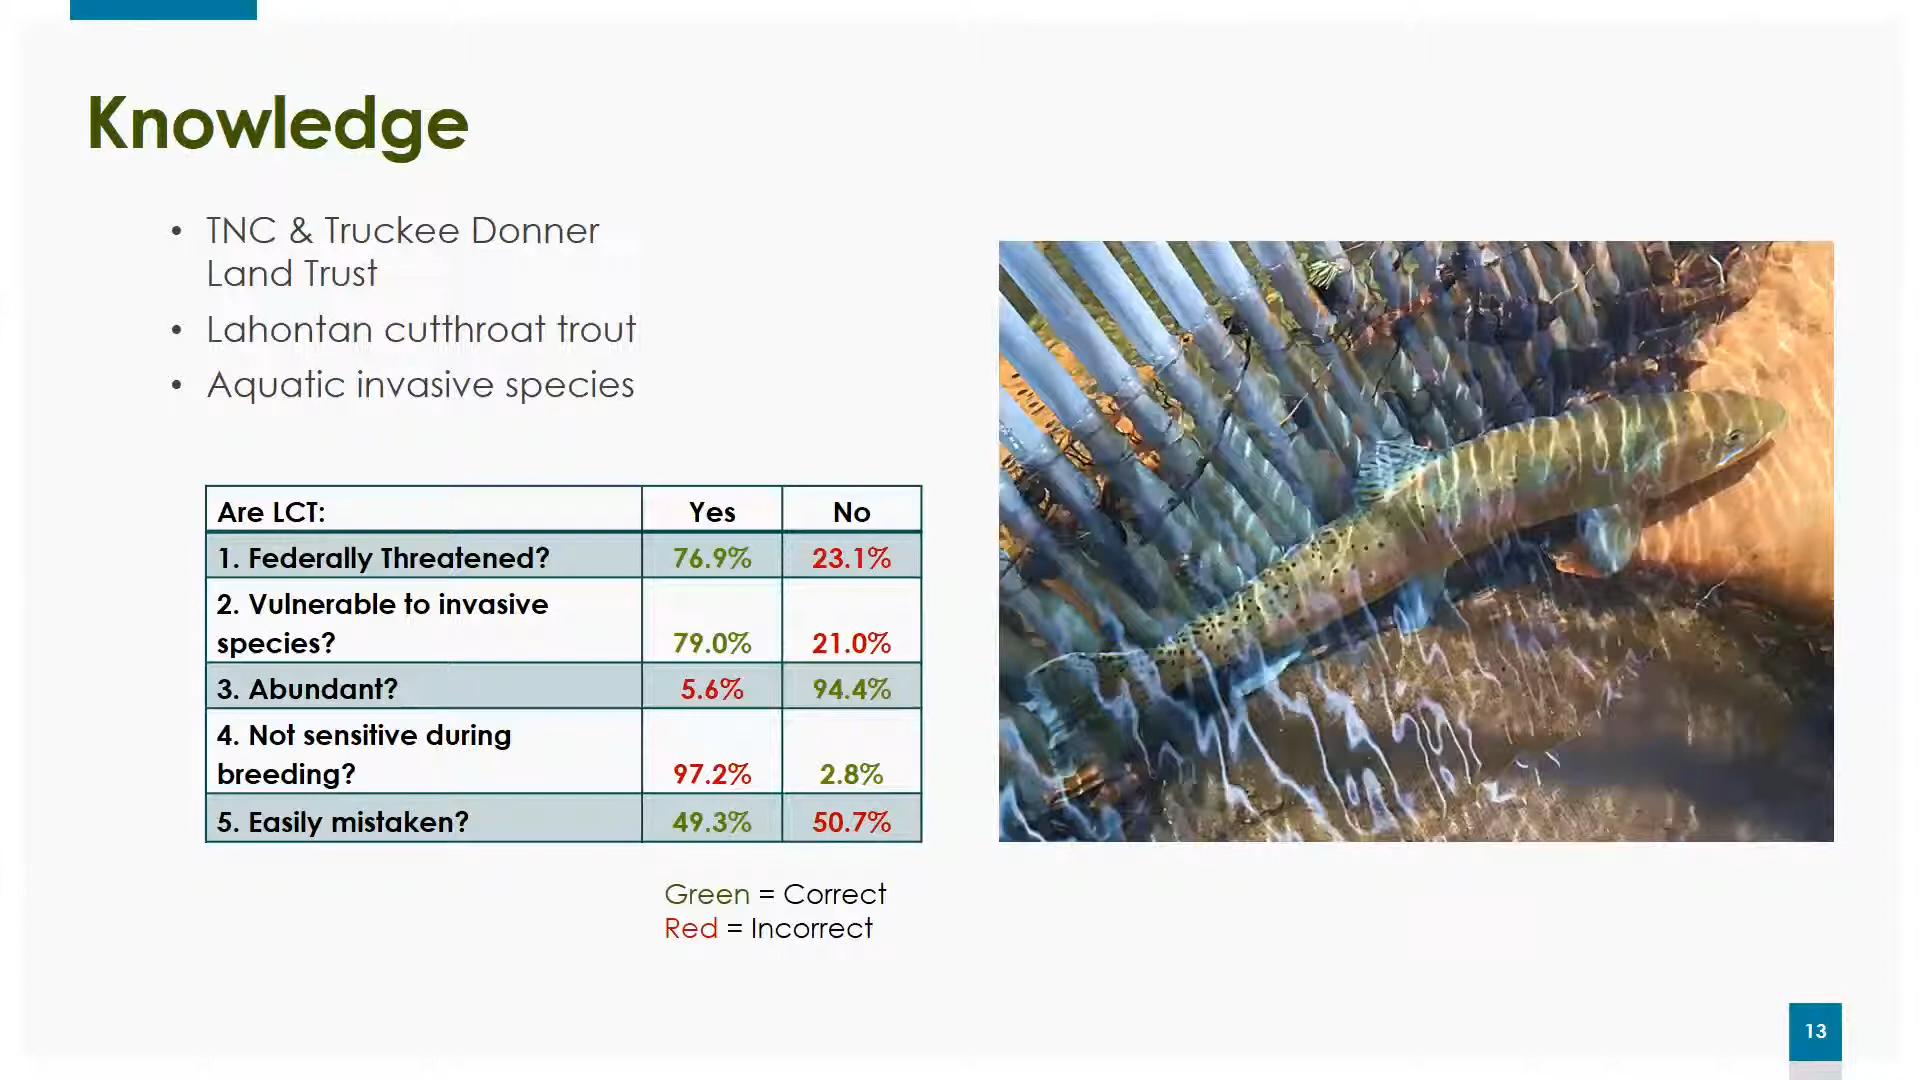 Knowledge
• TNC & Truckee Donner
Land Trust
• Lahontan cutthroat trout
• Aquatic invasive species
Are LCT: Yes No
1. Federally Threatened? 76.9% 23.1%
2. Vulnerable to invasive
species? 79.0% 21.0%
3. Abundant? 5.6% 94.4%
4. Not sensitive during
breeding? 97.2% 2.8%
5. Easily mistaken? 49.3% 50.7%
Green = Correct
Red = Incorrect
13